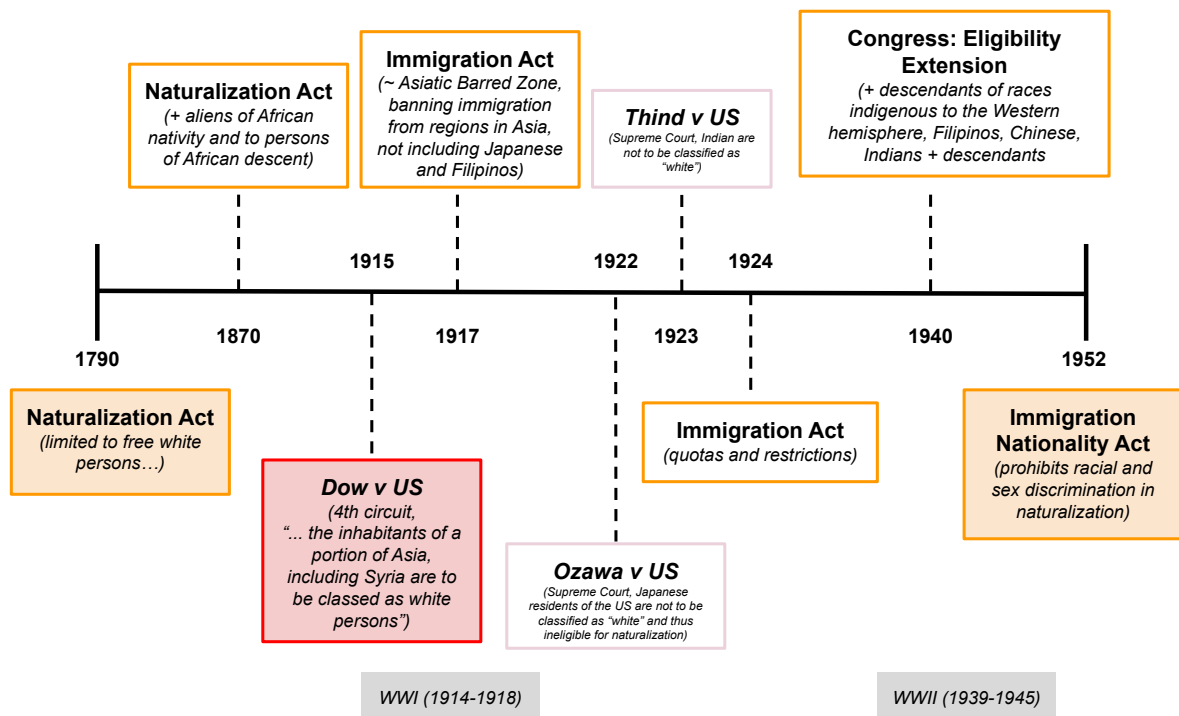 Naturalization Act
(+ aliens of African
nativity and to persons
of African descent)
Immigration Act
(~ Asiatic Barred Zone,
banning immigration
from regions in Asia,
not including Japanese
and Filipinos)
Thind v US
(Supreme Court, Indian are
not to be classified as
“white”)
Congress: Eligibility
Extension
(+ descendants of races
indigenous to the Western
hemisphere, Filipinos, Chinese,
Indians + descendants
1915
1922
1924
1790
1870
1917
1923
1940
1952
Naturalization Act
(limited to free white
persons…)
Dow v US
(4th circuit,
“... the inhabitants of a
portion of Asia,
including Syria are to
be classed as white
persons”)
Ozawa v US
(Supreme Court, Japanese
residents of the US are not to be
classified as “white” and thus
ineligible for naturalization)
Immigration Act
(quotas and restrictions)
Immigration
Nationality Act
(prohibits racial and
sex discrimination in
naturalization)
WWI (1914-1918)
WWII (1939-1945)